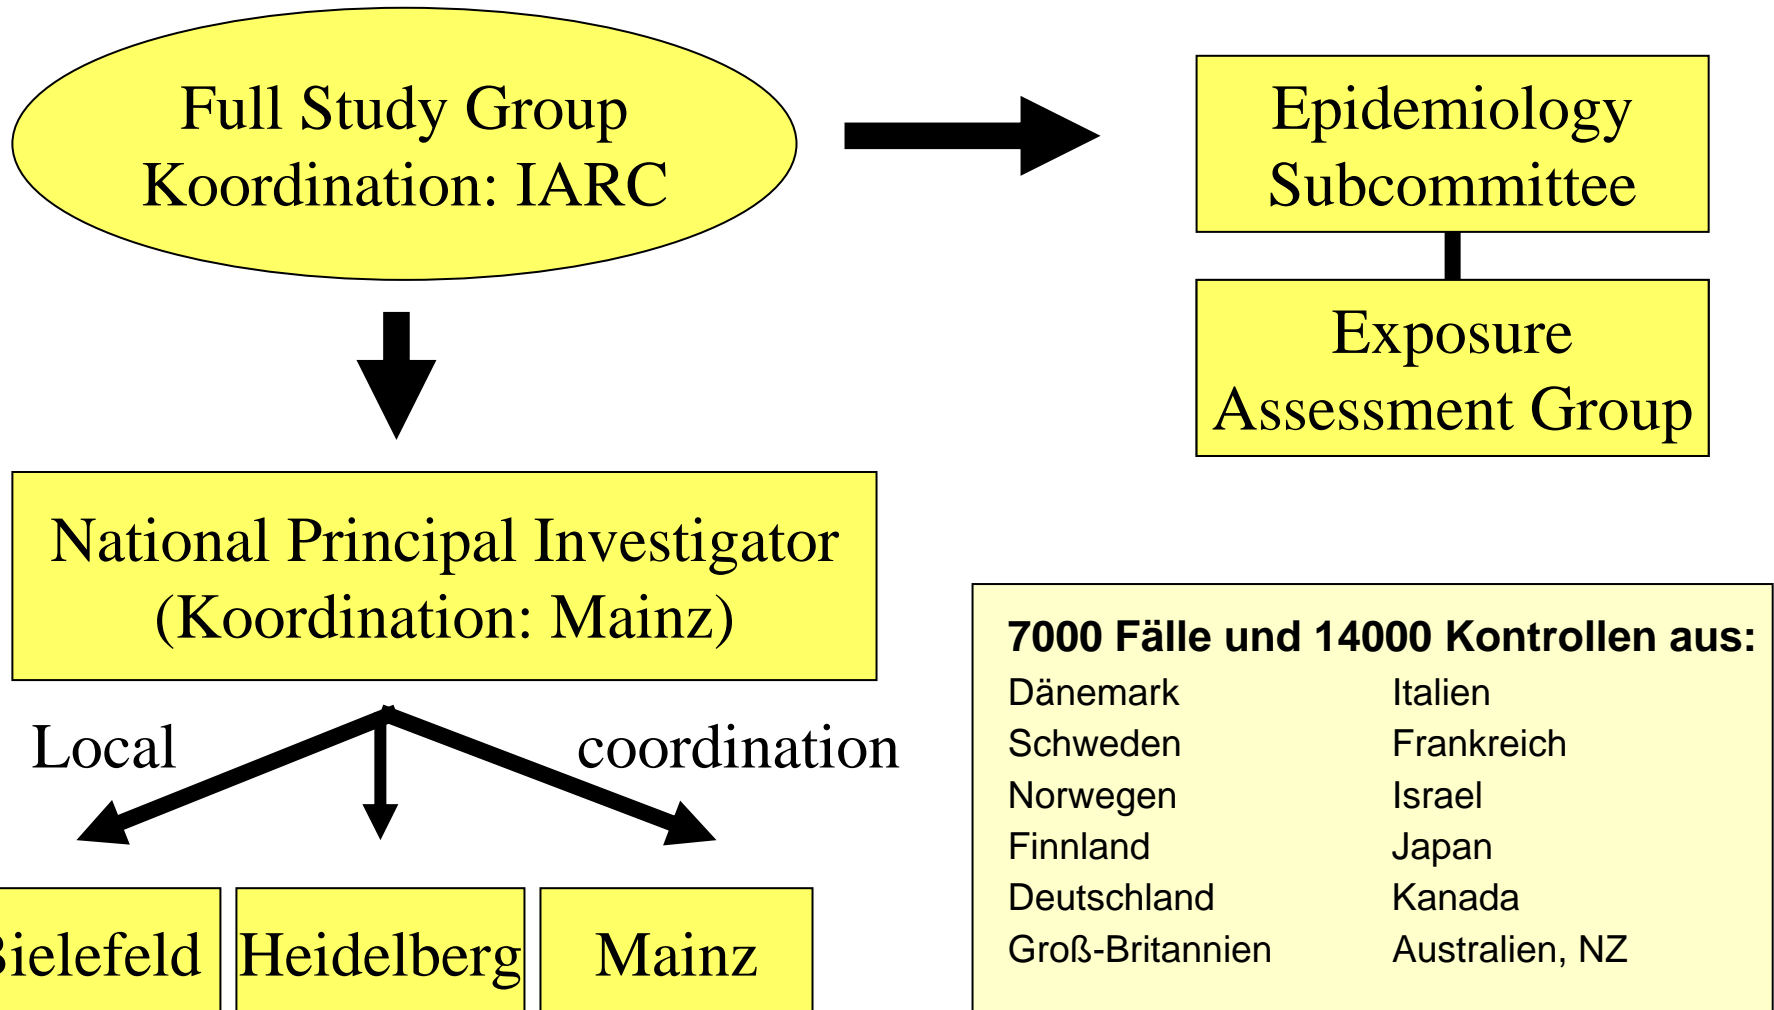 Full Study Group
Koordination: IARC
Epidemiology
Subcommittee
Exposure
Assessment Group
National Principal Investigator
(Koordination: Mainz)
Local coordination
Bielefeld
Heidelberg
Mainz
7000 Fälle und 14000 Kontrollen aus:
Dänemark Italien
Schweden Frankreich
Norwegen Israel
Finnland Japan
Deutschland Kanada
Groß-Britannien Australien, NZ